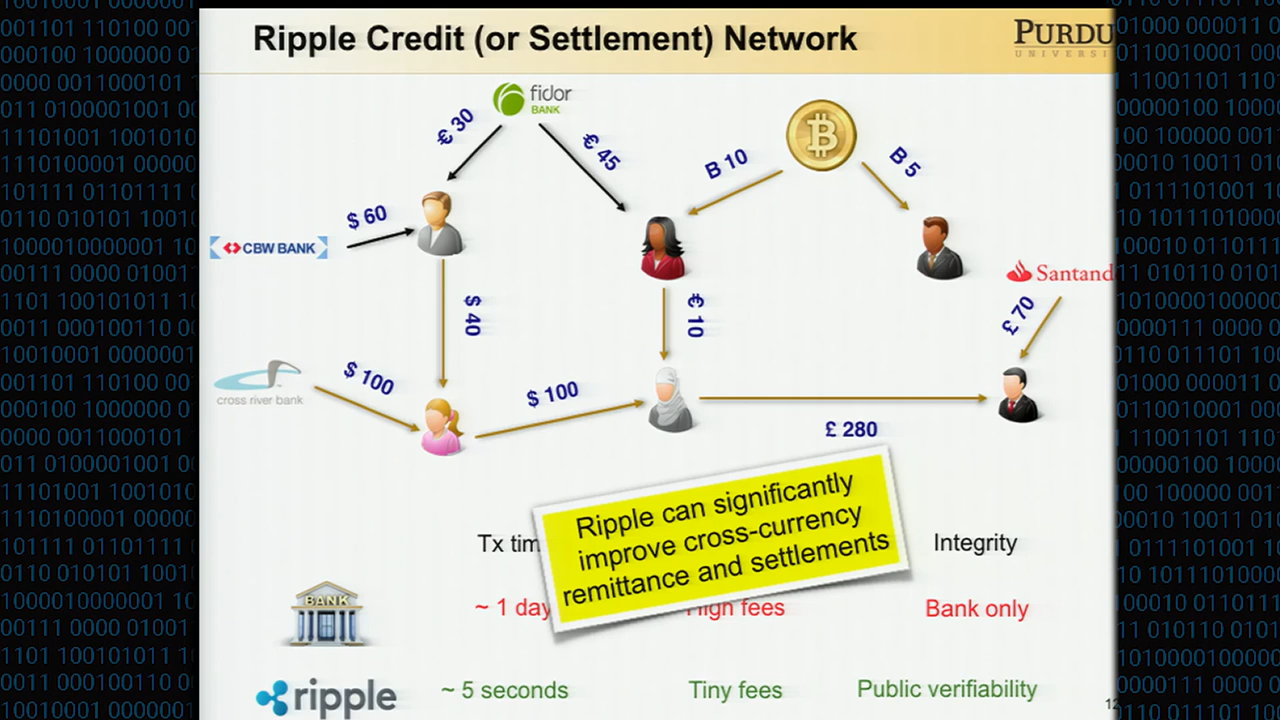 Ripple Credit (or Settlement) Network
PURDU
UNIVERSI
fidor
BANK
€ 30
€ 45
B 10
B 5
$ 60
CBW BANK
Santand
$ 40
€ 10
£ 70
cross river bank
$ 100
$ 100
£ 280
Ripple can significantly
improve cross-currency
remittance and settlements
Tx tim
Integrity
BANK
~ 1 day
High fees
Bank only
ripple
~ 5 seconds
Tiny fees
Public verifiability
12